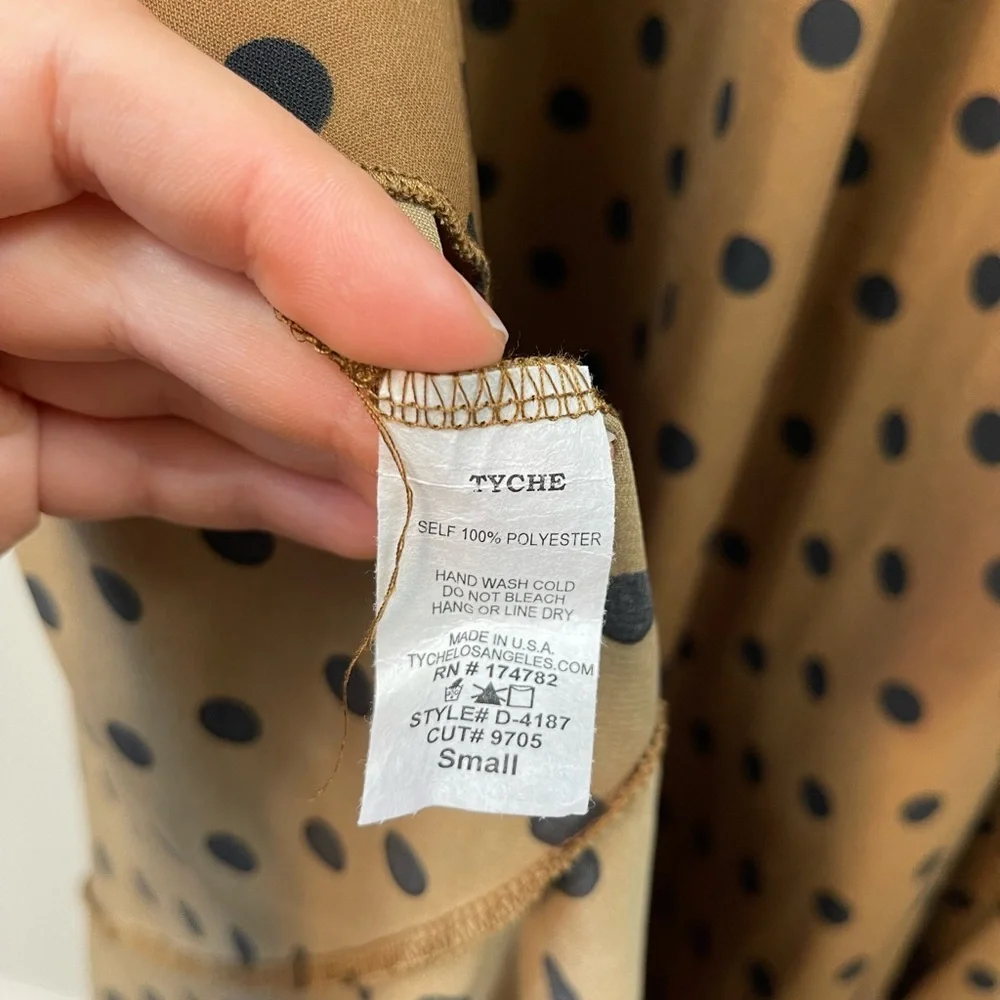 TYCHE
SELF 100% POLYESTER
HAND WASH COLD
DO NOT BLEACH
HANG OR LINE DRY
MADE IN U.S.A.
TYCHELOSANGELES.COM
RN # 174782
STYLE# D-4187
CUT# 9705
Small